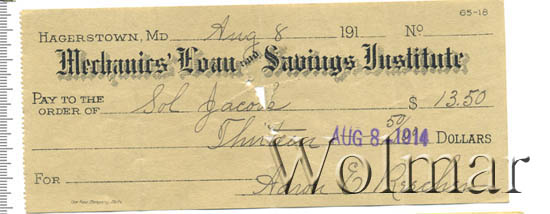 65-18
HAGERSTOWN, MD Aug 8 191 No
Mechanics' Loan and Savings Institute
PAY TO THE
ORDER OF Sol Jacobs $ 13.50
Thirteen 50/ AUG 8 1914 DOLLARS
Wolmar
FOR Aaron E.